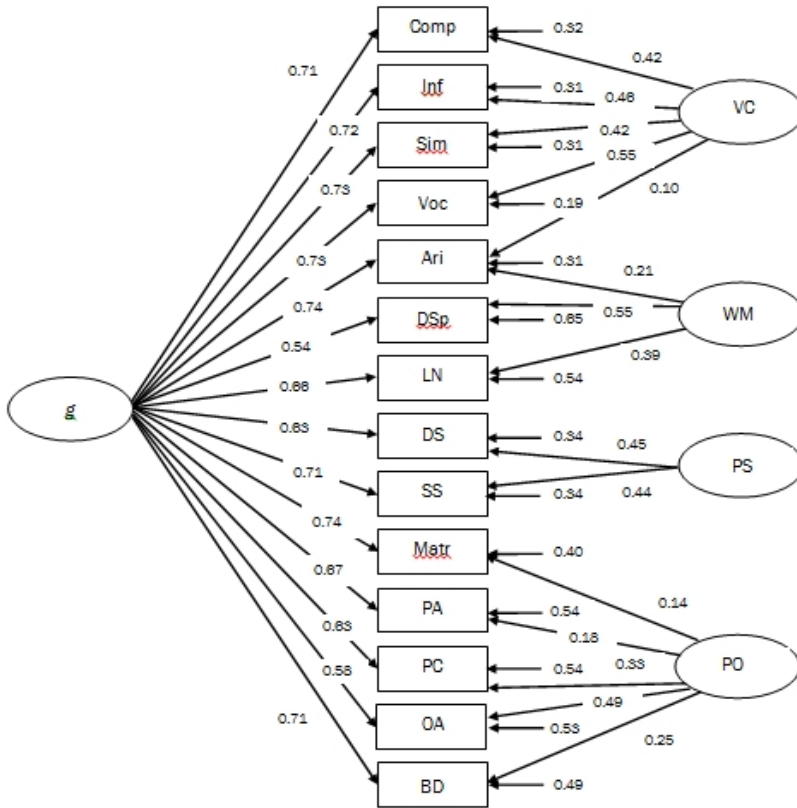 Comp
0.32
0.42
0.71
Inf
0.31
0.46
VC
0.72
Sim
0.42
0.31
0.55
0.73
Voc
0.19
0.10
0.73
Ari
0.31
0.21
0.74
DSp
0.55
0.65
WM
0.54
0.39
LN
0.54
0.66
g
DS
0.34
0.45
0.63
PS
SS
0.44
0.34
0.71
Matr
0.40
0.74
0.14
0.67
PA
0.54
0.18
0.63
PC
0.54
0.33
PO
0.58
0.49
OA
0.53
0.71
0.25
BD
0.49